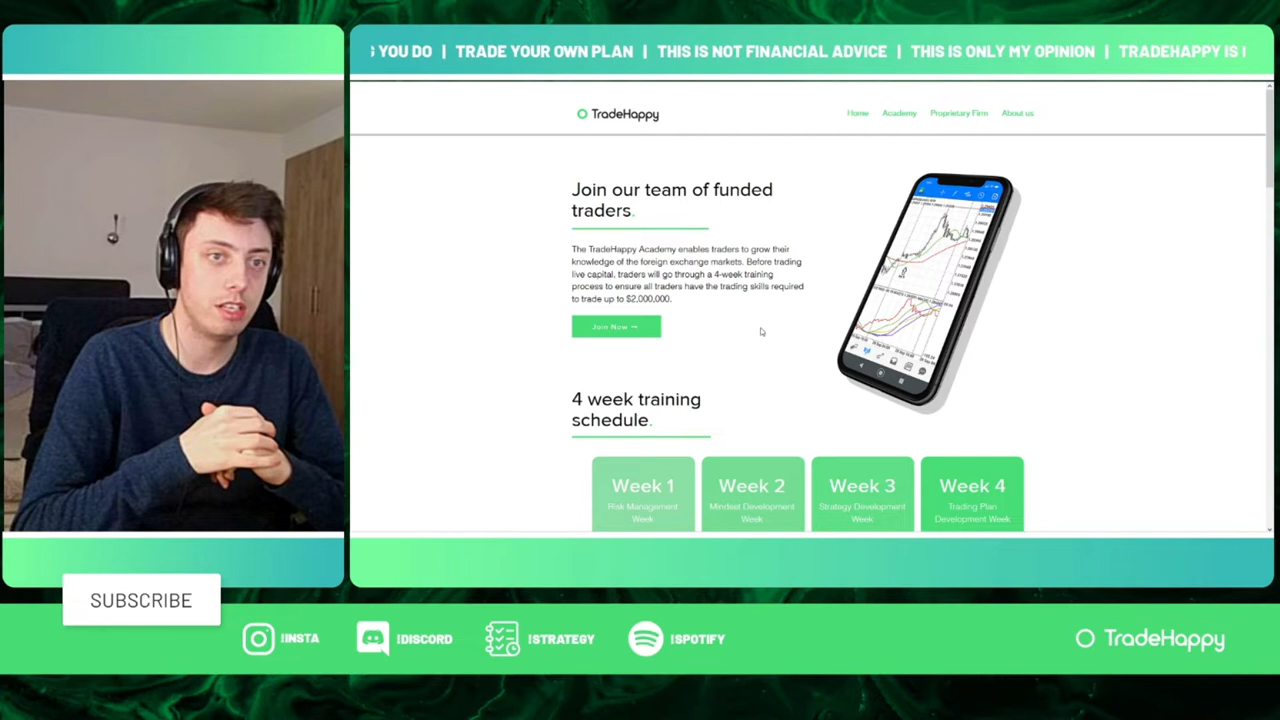 YOU DO | TRADE YOUR OWN PLAN | THIS IS NOT FINANCIAL ADVICE | THIS IS ONLY MY OPINION | TRADEHAPPY IS
TradeHappy
Home Academy Proprietary Firm About us
Join our team of funded
traders.
The TradeHappy Academy enables traders to grow their
knowledge of the foreign exchange markets. Before trading
live capital, traders will go through a 4-week training
process to ensure all traders have the trading skills required
to trade up to $2,000,000.
Join Now →
4 week training
schedule.
Week 1
Risk Management
Week
Week 2
Mindset Development
Week
Week 3
Strategy Development
Week
Week 4
Trading Plan
Development Week
SUBSCRIBE
!INSTA
!DISCORD
!STRATEGY
!SPOTIFY
TradeHappy